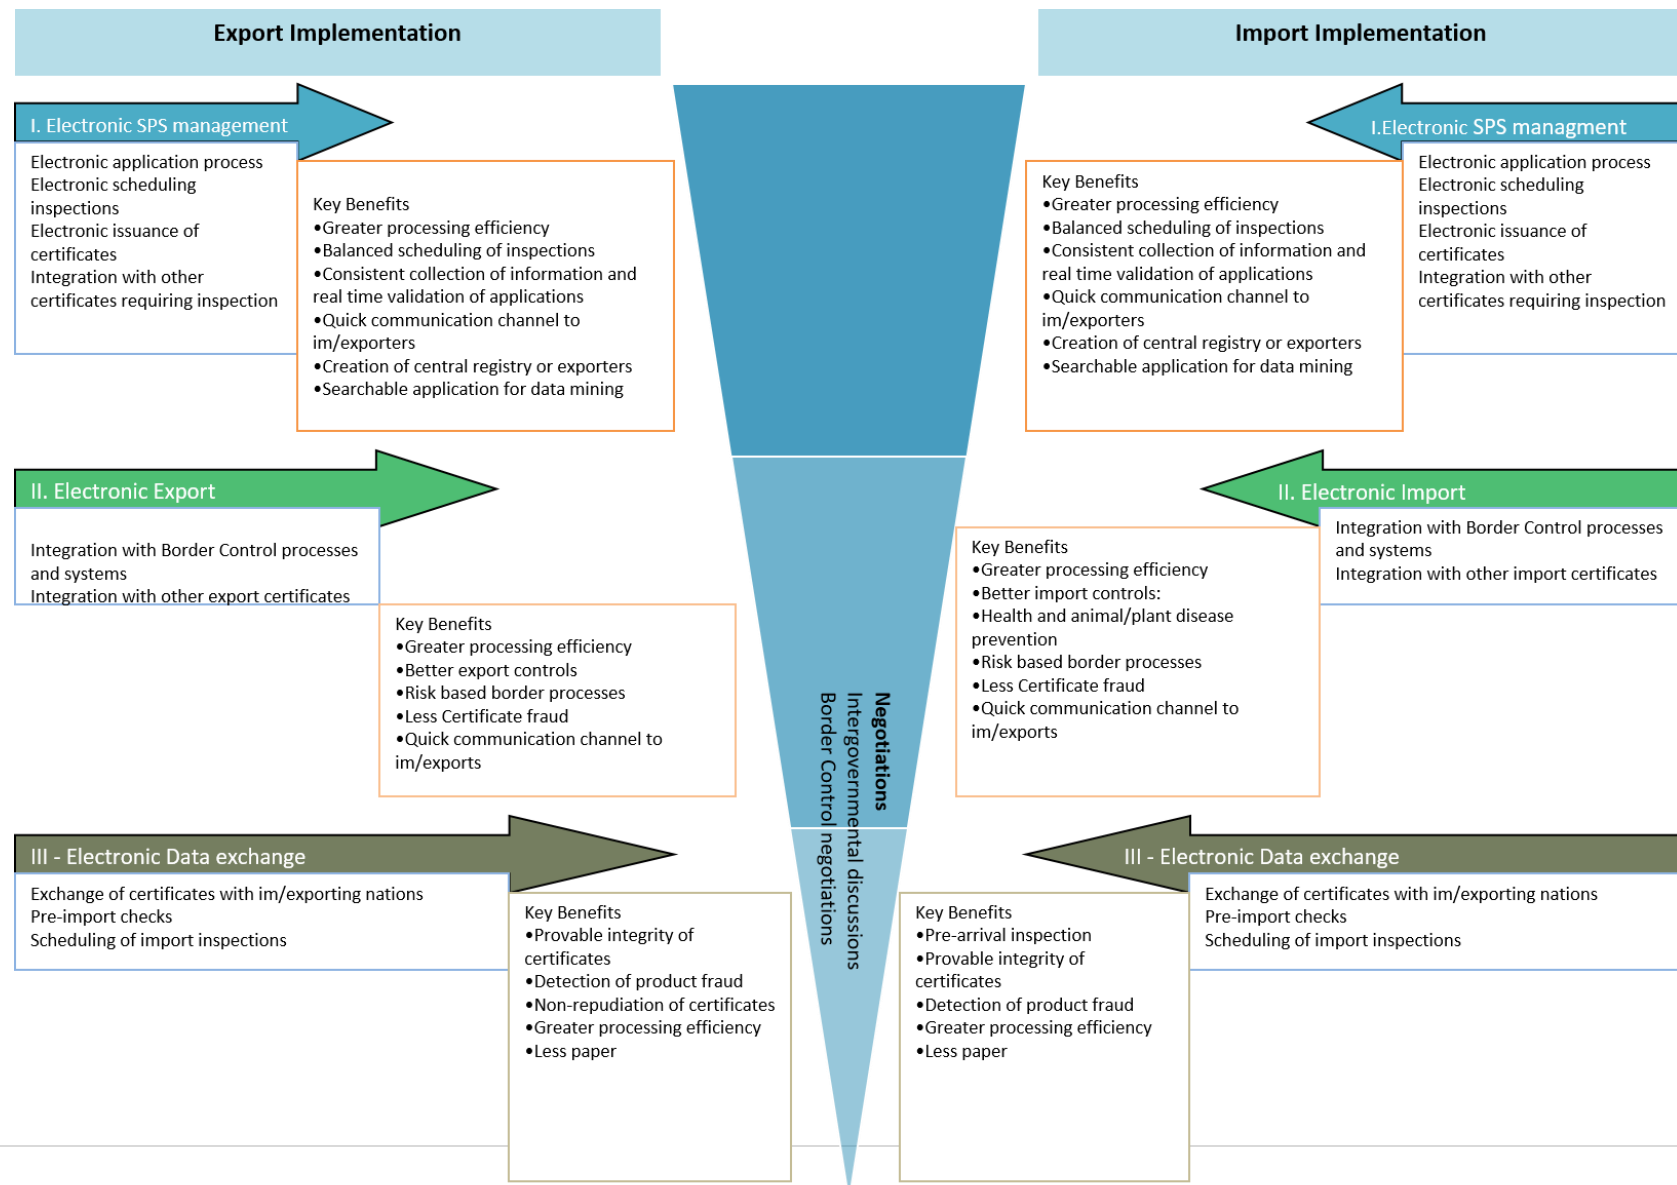 Export Implementation
I. Electronic SPS management
Electronic application process
Electronic scheduling
inspections
Electronic issuance of
certificates
Integration with other
certificates requiring inspection
Key Benefits
•Greater processing efficiency
•Balanced scheduling of inspections
•Consistent collection of information and
real time validation of applications
•Quick communication channel to
im/exporters
•Creation of central registry or exporters
•Searchable application for data mining
II. Electronic Export
Integration with Border Control processes
and systems
Integration with other export certificates
Key Benefits
•Greater processing efficiency
•Better export controls
•Risk based border processes
•Less Certificate fraud
•Quick communication channel to
im/exports
III - Electronic Data exchange
Exchange of certificates with im/exporting nations
Pre-import checks
Scheduling of import inspections
Key Benefits
•Provable integrity of
certificates
•Detection of product fraud
•Non-repudiation of certificates
•Greater processing efficiency
•Less paper
Negotiations
Intergovernmental discussions
Border Control negotiations
Import Implementation
I.Electronic SPS managment
Electronic application process
Electronic scheduling
inspections
Electronic issuance of
certificates
Integration with other
certificates requiring inspection
Key Benefits
•Greater processing efficiency
•Balanced scheduling of inspections
•Consistent collection of information and
real time validation of applications
•Quick communication channel to
im/exporters
•Creation of central registry or exporters
•Searchable application for data mining
II. Electronic Import
Integration with Border Control processes
and systems
Integration with other import certificates
Key Benefits
•Greater processing efficiency
•Better import controls:
•Health and animal/plant disease
prevention
•Risk based border processes
•Less Certificate fraud
•Quick communication channel to
im/exports
III - Electronic Data exchange
Exchange of certificates with im/exporting nations
Pre-import checks
Scheduling of import inspections
Key Benefits
•Pre-arrival inspection
•Provable integrity of
certificates
•Detection of product fraud
•Greater processing efficiency
•Less paper